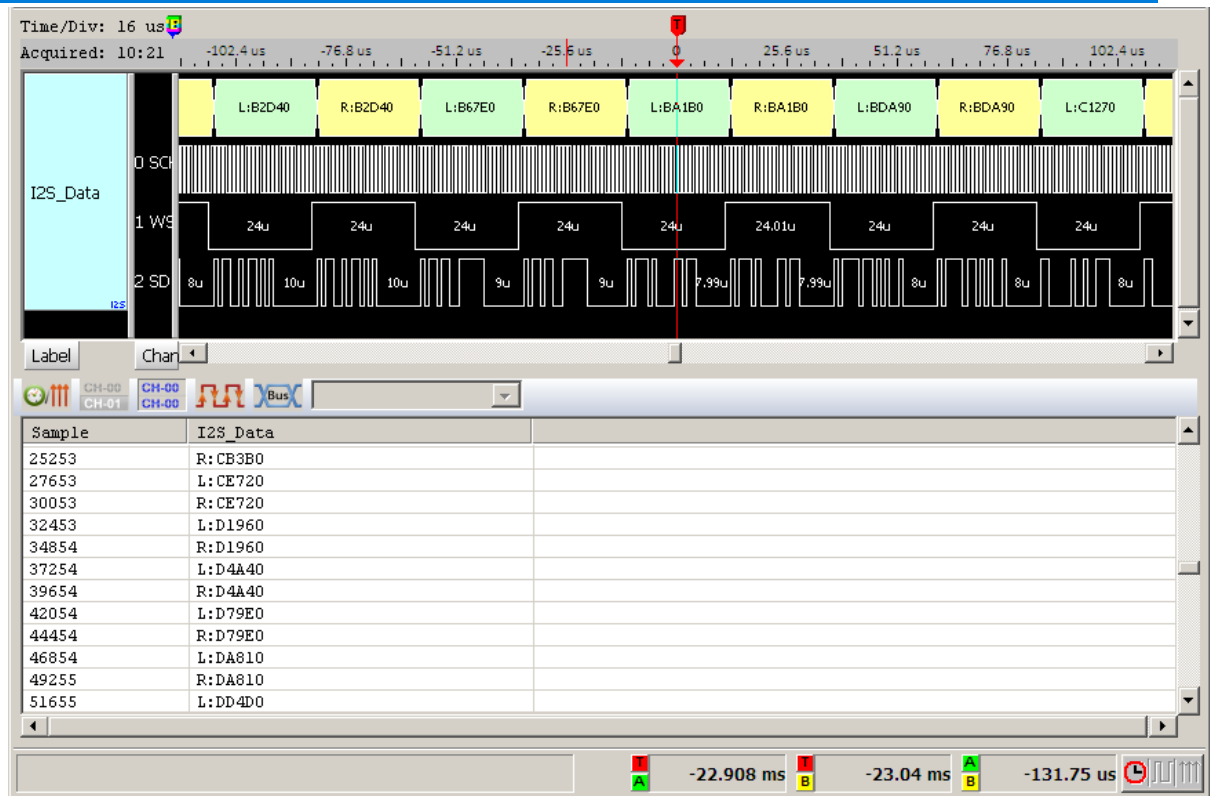 Time/Div: 16 us B T
Acquired: 10:21 -102.4 us -76.8 us -51.2 us -25.6 us 0 25.6 us 51.2 us 76.8 us 102.4 us
L:B2D40 R:B2D40 L:B67E0 R:B67E0 L:BA1B0 R:BA1B0 L:BDA90 R:BDA90 L:C1270
0 SCK
I2S_Data
1 WS 24u 24u 24u 24u 24u 24.01u 24u 24u 24u
2 SD 8u 10u 10u 9u 9u 7.99u 7.99u 8u 8u 8u
I2S
Label Chan
CH-00 CH-00 Bus
CH-01 CH-00
Sample I2S_Data
25253 R:CB3B0
27653 L:CE720
30053 R:CE720
32453 L:D1960
34854 R:D1960
37254 L:D4A40
39654 R:D4A40
42054 L:D79E0
44454 R:D79E0
46854 L:DA810
49255 R:DA810
51655 L:DD4D0
T A -22.908 ms T B -23.04 ms A B -131.75 us